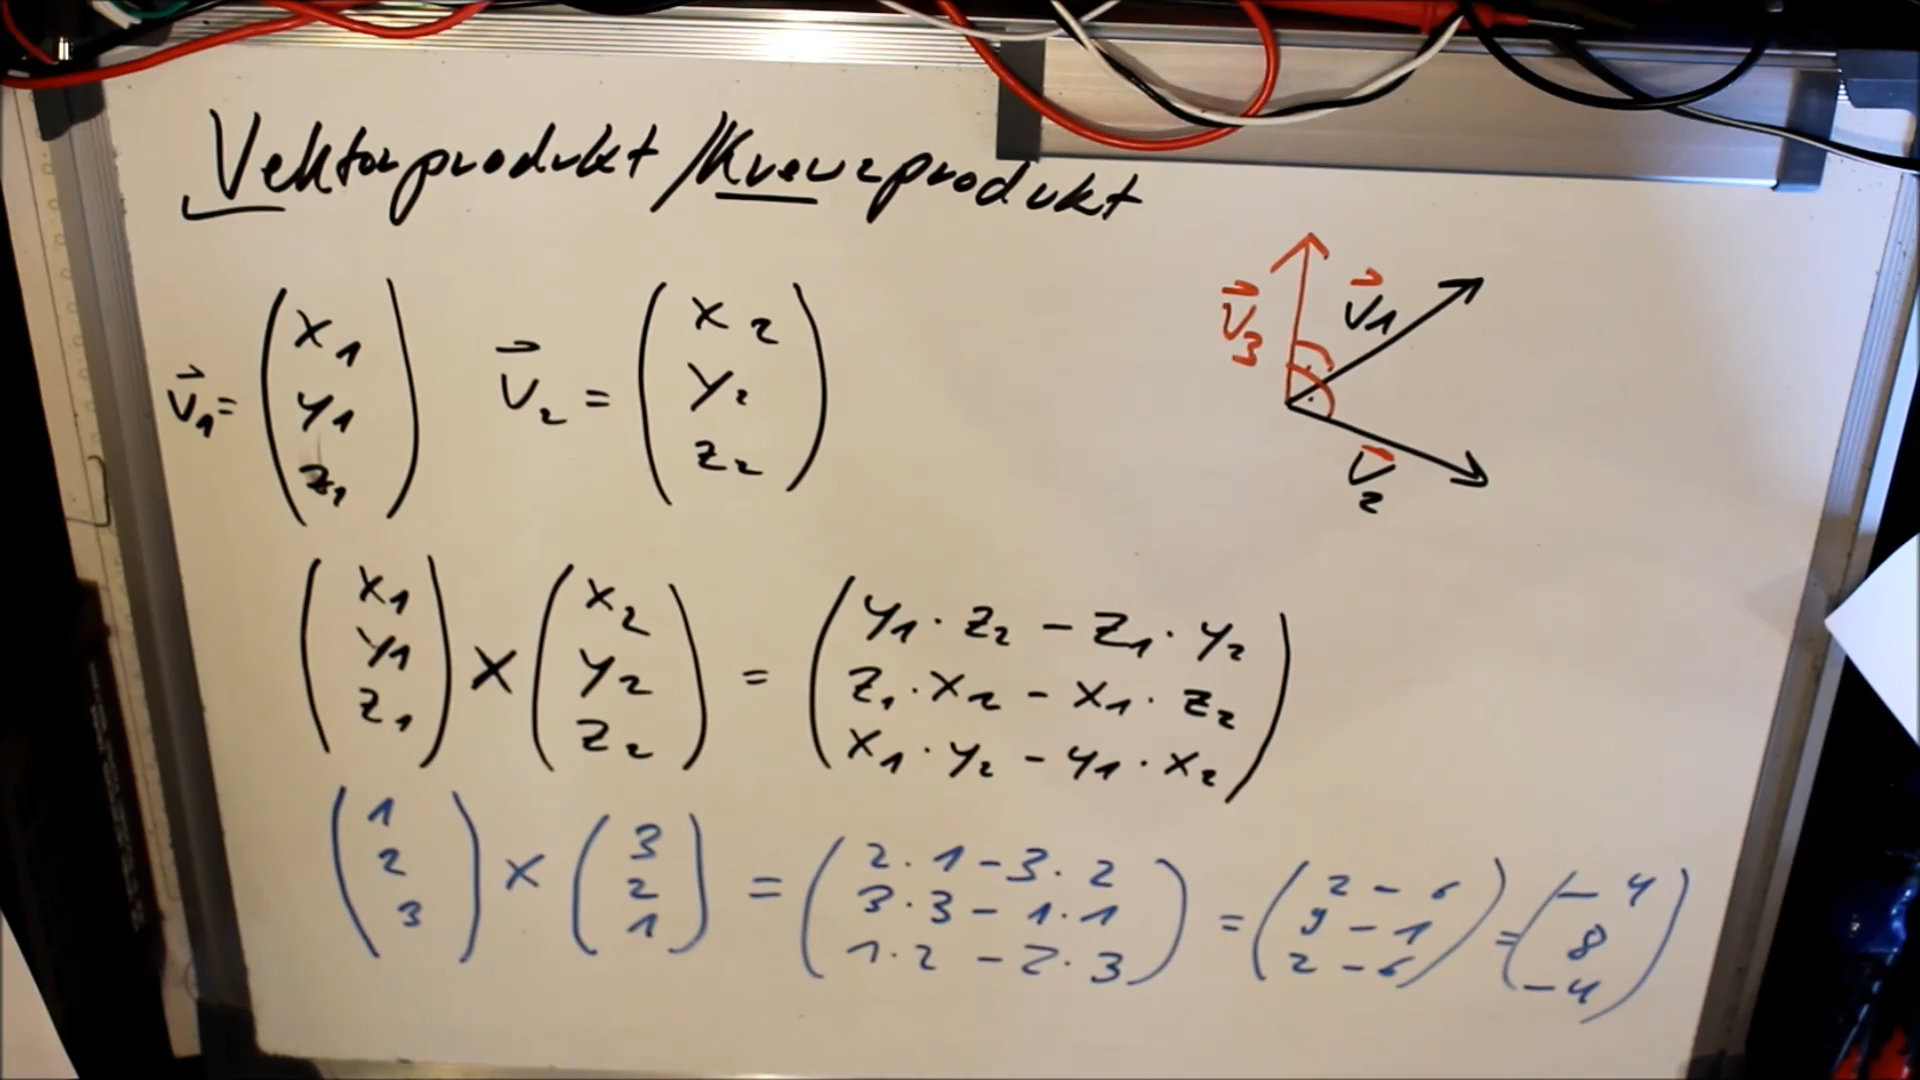 Vektorprodukt / Kreuzprodukt
v⃗₁ = (x₁ y₁ z₁) v⃗₂ = (x₂ y₂ z₂)
v⃗₃ v⃗₁
v⃗₂
(x₁ y₁ z₁) × (x₂ y₂ z₂) = (y₁·z₂ − z₁·y₂ z₁·x₂ − x₁·z₂ x₁·y₂ − y₁·x₂)
(1 2 3) × (3 2 1) = (2·1 − 3·2 3·3 − 1·1 1·2 − 2·3) = (2 − 6 9 − 1 2 − 6) = (−4 8 −4)